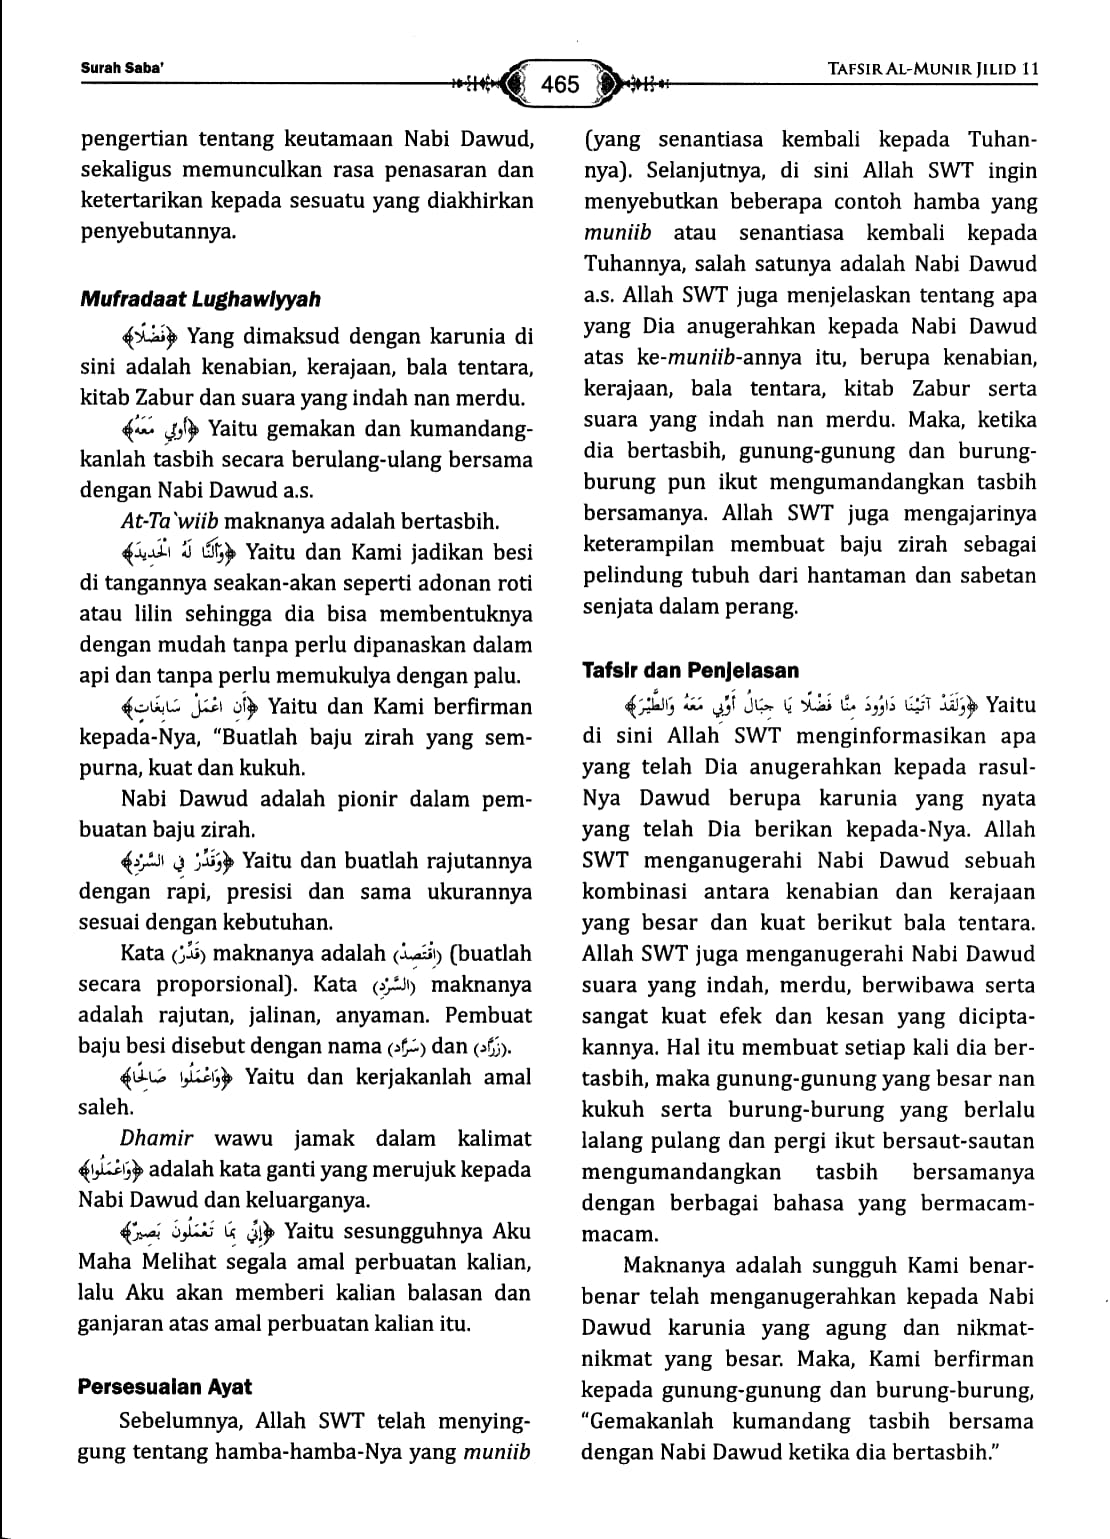 Surah Saba'
465
TAFSIR AL-MUNIR JILID 11
pengertian tentang keutamaan Nabi Dawud,
sekaligus memunculkan rasa penasaran dan
ketertarikan kepada sesuatu yang diakhirkan
penyebutannya.
Mufradaat Lughawiyyah
﴿فَضْلًا﴾ Yang dimaksud dengan karunia di
sini adalah kenabian, kerajaan, bala tentara,
kitab Zabur dan suara yang indah nan merdu.
﴿أَوِّبِي مَعَهُ﴾ Yaitu gemakan dan kumandang-
kanlah tasbih secara berulang-ulang bersama
dengan Nabi Dawud a.s.
At-Ta`wiib maknanya adalah bertasbih.
﴿وَأَلَنَّا لَهُ الْحَدِيدَ﴾ Yaitu dan Kami jadikan besi
di tangannya seakan-akan seperti adonan roti
atau lilin sehingga dia bisa membentuknya
dengan mudah tanpa perlu dipanaskan dalam
api dan tanpa perlu memukulya dengan palu.
﴿أَنِ اعْمَلْ سَابِغَاتٍ﴾ Yaitu dan Kami berfirman
kepada-Nya, “Buatlah baju zirah yang sem-
purna, kuat dan kukuh.
Nabi Dawud adalah pionir dalam pem-
buatan baju zirah.
﴿وَقَدِّرْ فِي السَّرْدِ﴾ Yaitu dan buatlah rajutannya
dengan rapi, presisi dan sama ukurannya
sesuai dengan kebutuhan.
Kata (قَدِّرْ) maknanya adalah (اقْتَصِدْ) (buatlah
secara proporsional). Kata (السَّرْدِ) maknanya
adalah rajutan, jalinan, anyaman. Pembuat
baju besi disebut dengan nama (سَرَّاد) dan (زَرَّاد).
﴿وَاعْمَلُوا صَالِحًا﴾ Yaitu dan kerjakanlah amal
saleh.
Dhamir wawu jamak dalam kalimat
﴿وَاعْمَلُوا﴾ adalah kata ganti yang merujuk kepada
Nabi Dawud dan keluarganya.
﴿إِنِّي بِمَا تَعْمَلُونَ بَصِيرٌ﴾ Yaitu sesungguhnya Aku
Maha Melihat segala amal perbuatan kalian,
lalu Aku akan memberi kalian balasan dan
ganjaran atas amal perbuatan kalian itu.
Persesuaian Ayat
Sebelumnya, Allah SWT telah menying-
gung tentang hamba-hamba-Nya yang muniib
(yang senantiasa kembali kepada Tuhan-
nya). Selanjutnya, di sini Allah SWT ingin
menyebutkan beberapa contoh hamba yang
muniib atau senantiasa kembali kepada
Tuhannya, salah satunya adalah Nabi Dawud
a.s. Allah SWT juga menjelaskan tentang apa
yang Dia anugerahkan kepada Nabi Dawud
atas ke-muniib-annya itu, berupa kenabian,
kerajaan, bala tentara, kitab Zabur serta
suara yang indah nan merdu. Maka, ketika
dia bertasbih, gunung-gunung dan burung-
burung pun ikut mengumandangkan tasbih
bersamanya. Allah SWT juga mengajarinya
keterampilan membuat baju zirah sebagai
pelindung tubuh dari hantaman dan sabetan
senjata dalam perang.
Tafsir dan Penjelasan
﴿وَلَقَدْ آتَيْنَا دَاوُودَ مِنَّا فَضْلًا يَا جِبَالُ أَوِّبِي مَعَهُ وَالطَّيْرَ﴾ Yaitu
di sini Allah SWT menginformasikan apa
yang telah Dia anugerahkan kepada rasul-
Nya Dawud berupa karunia yang nyata
yang telah Dia berikan kepada-Nya. Allah
SWT menganugerahi Nabi Dawud sebuah
kombinasi antara kenabian dan kerajaan
yang besar dan kuat berikut bala tentara.
Allah SWT juga menganugerahi Nabi Dawud
suara yang indah, merdu, berwibawa serta
sangat kuat efek dan kesan yang dicipta-
kannya. Hal itu membuat setiap kali dia ber-
tasbih, maka gunung-gunung yang besar nan
kukuh serta burung-burung yang berlalu
lalang pulang dan pergi ikut bersaut-sautan
mengumandangkan tasbih bersamanya
dengan berbagai bahasa yang bermacam-
macam.
Maknanya adalah sungguh Kami benar-
benar telah menganugerahkan kepada Nabi
Dawud karunia yang agung dan nikmat-
nikmat yang besar. Maka, Kami berfirman
kepada gunung-gunung dan burung-burung,
“Gemakanlah kumandang tasbih bersama
dengan Nabi Dawud ketika dia bertasbih.”